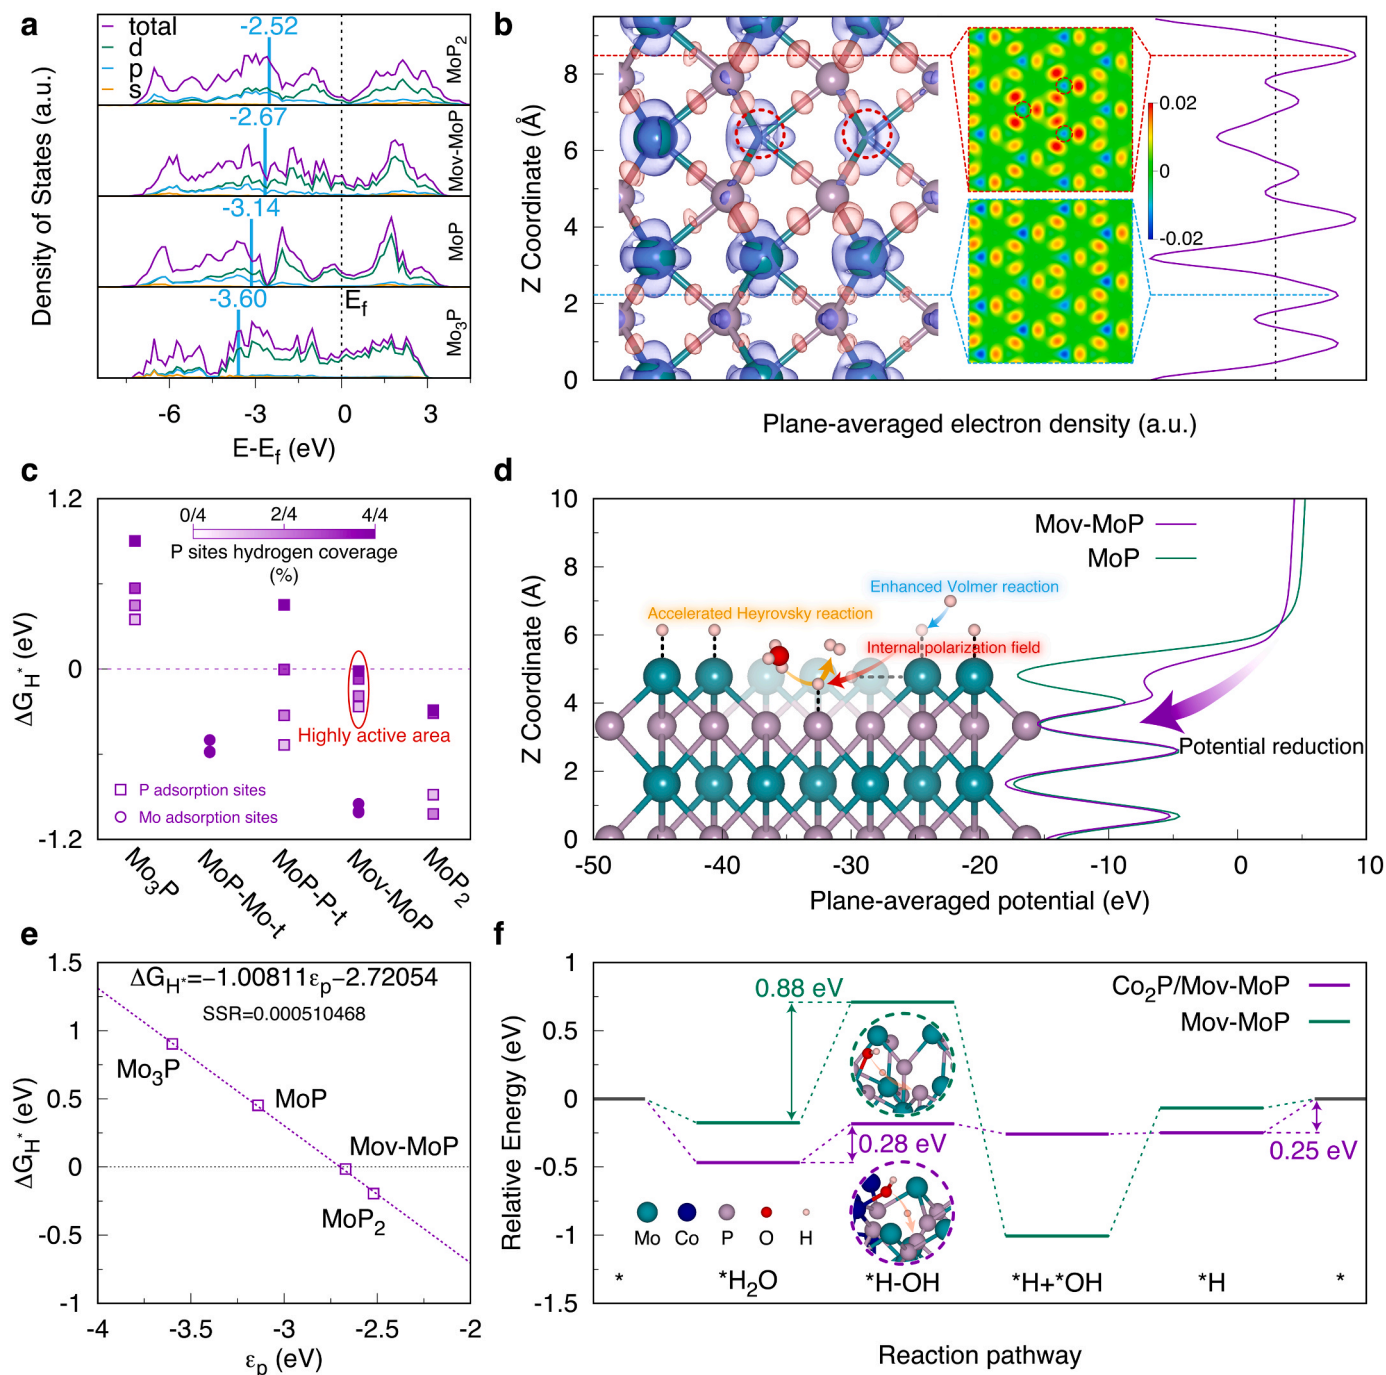 a
total
d
p
s
-2.52
MoP2
-2.67
Mov-MoP
-3.14
MoP
-3.60
Ef
Mo3P
Density of States (a.u.)
-6 -3 0 3
E-Ef (eV)
b
8
6
4
2
0
Z Coordinate (Å)
0.02
0
-0.02
Plane-averaged electron density (a.u.)
c
1.2
0
-1.2
ΔGH* (eV)
0/4 2/4 4/4
P sites hydrogen coverage
(%)
Highly active area
P adsorption sites
Mo adsorption sites
Mo3P
MoP-Mo-t
MoP-P-t
Mov-MoP
MoP2
d
10
8
6
4
2
0
Z Coordinate (A)
Mov-MoP
MoP
Enhanced Volmer reaction
Accelerated Heyrovsky reaction
Internal polarization field
Potential reduction
-50 -40 -30 -20 -10 0 10
Plane-averaged potential (eV)
e
1.5
1
0.5
0
-0.5
-1
ΔGH* (eV)
ΔGH*=−1.00811εp−2.72054
SSR=0.000510468
Mo3P
MoP
Mov-MoP
MoP2
-4 -3.5 -3 -2.5 -2
εp (eV)
f
1
0.5
0
-0.5
-1
-1.5
Relative Energy (eV)
Co2P/Mov-MoP
Mov-MoP
0.88 eV
0.28 eV
0.25 eV
Mo Co P O H
* *H2O *H-OH *H+*OH *H *
Reaction pathway